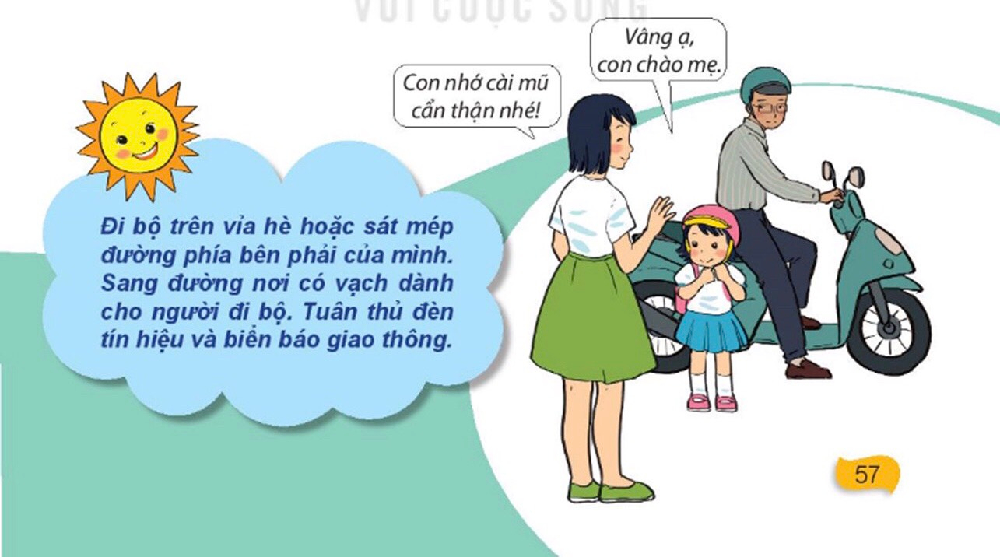 VỚI CUỘC SỐNG
Con nhớ cài mũ
cẩn thận nhé!
Vâng ạ,
con chào mẹ.
Đi bộ trên vỉa hè hoặc sát mép
đường phía bên phải của mình.
Sang đường nơi có vạch dành
cho người đi bộ. Tuân thủ đèn
tín hiệu và biển báo giao thông.
57